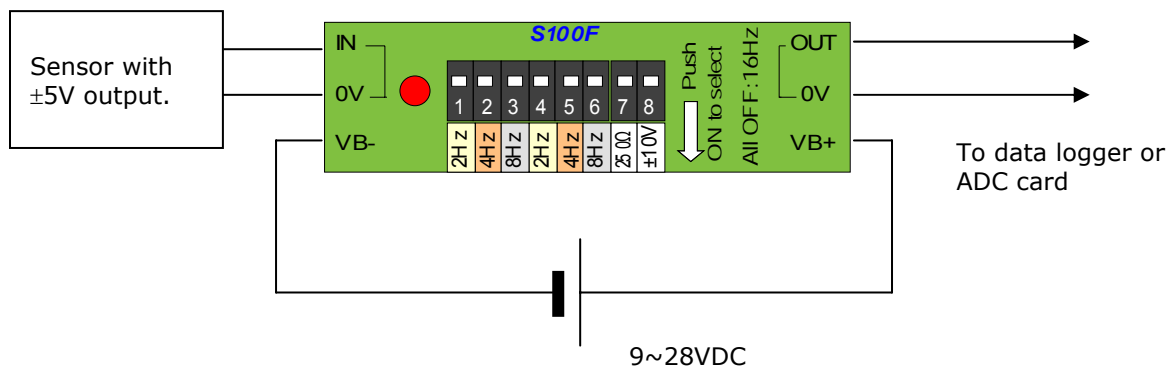 Sensor with
±5V output.
S100F
IN
0V
VB-
1 2 3 4 5 6 7 8
2Hz 4Hz 8Hz 2Hz 4Hz 8Hz 250Ω ±10V
Push
ON to select
All OFF:16Hz
OUT
0V
VB+
To data logger or
ADC card
9~28VDC